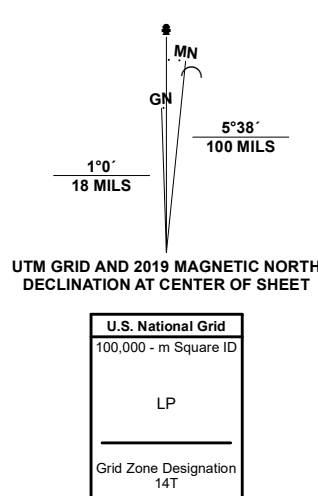 MN
GN
5°38´
100 MILS
1°0´
18 MILS
UTM GRID AND 2019 MAGNETIC NORTH
DECLINATION AT CENTER OF SHEET
U.S. National Grid
100,000 - m Square ID
LP
Grid Zone Designation
14T